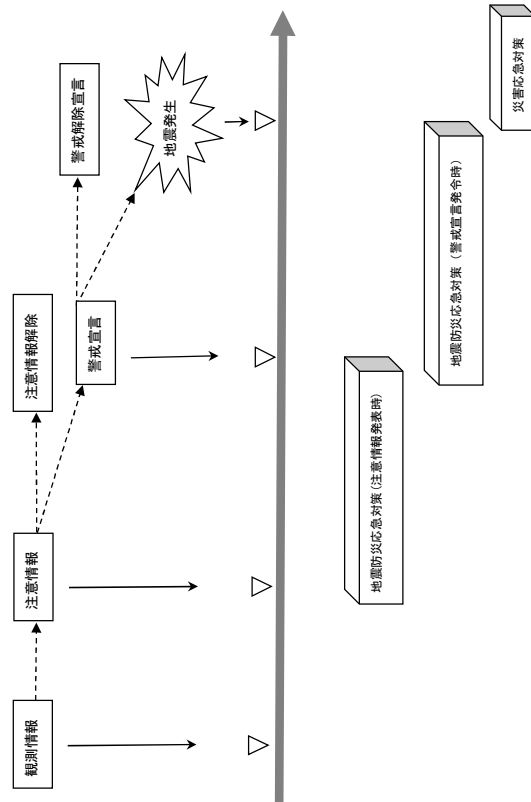 観測情報
注意情報
注意情報解除
警戒宣言
警戒解除宣言
地震発生
地震防災応急対策(注意情報発表時)
地震防災応急対策(警戒宣言発令時)
災害応急対策